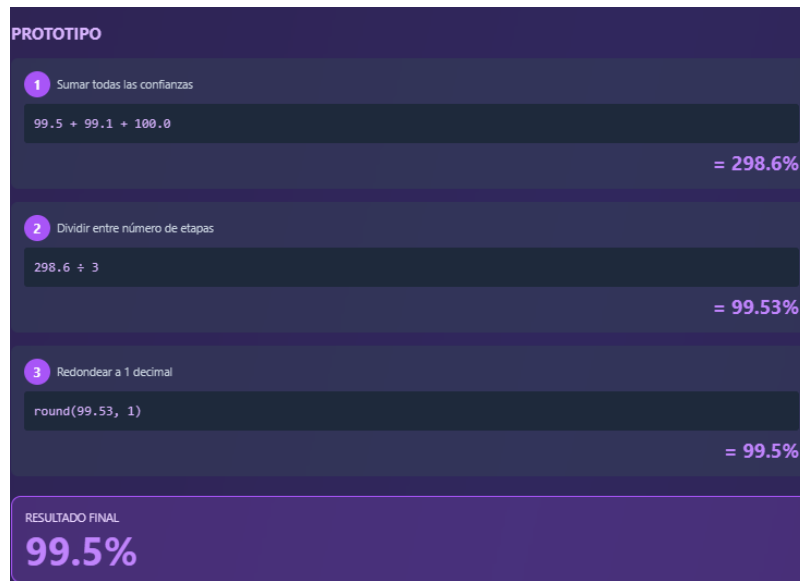 PROTOTIPO
1 Sumar todas las confianzas
99.5 + 99.1 + 100.0
= 298.6%
2 Dividir entre número de etapas
298.6 ÷ 3
= 99.53%
3 Redondear a 1 decimal
round(99.53, 1)
= 99.5%
RESULTADO FINAL
99.5%